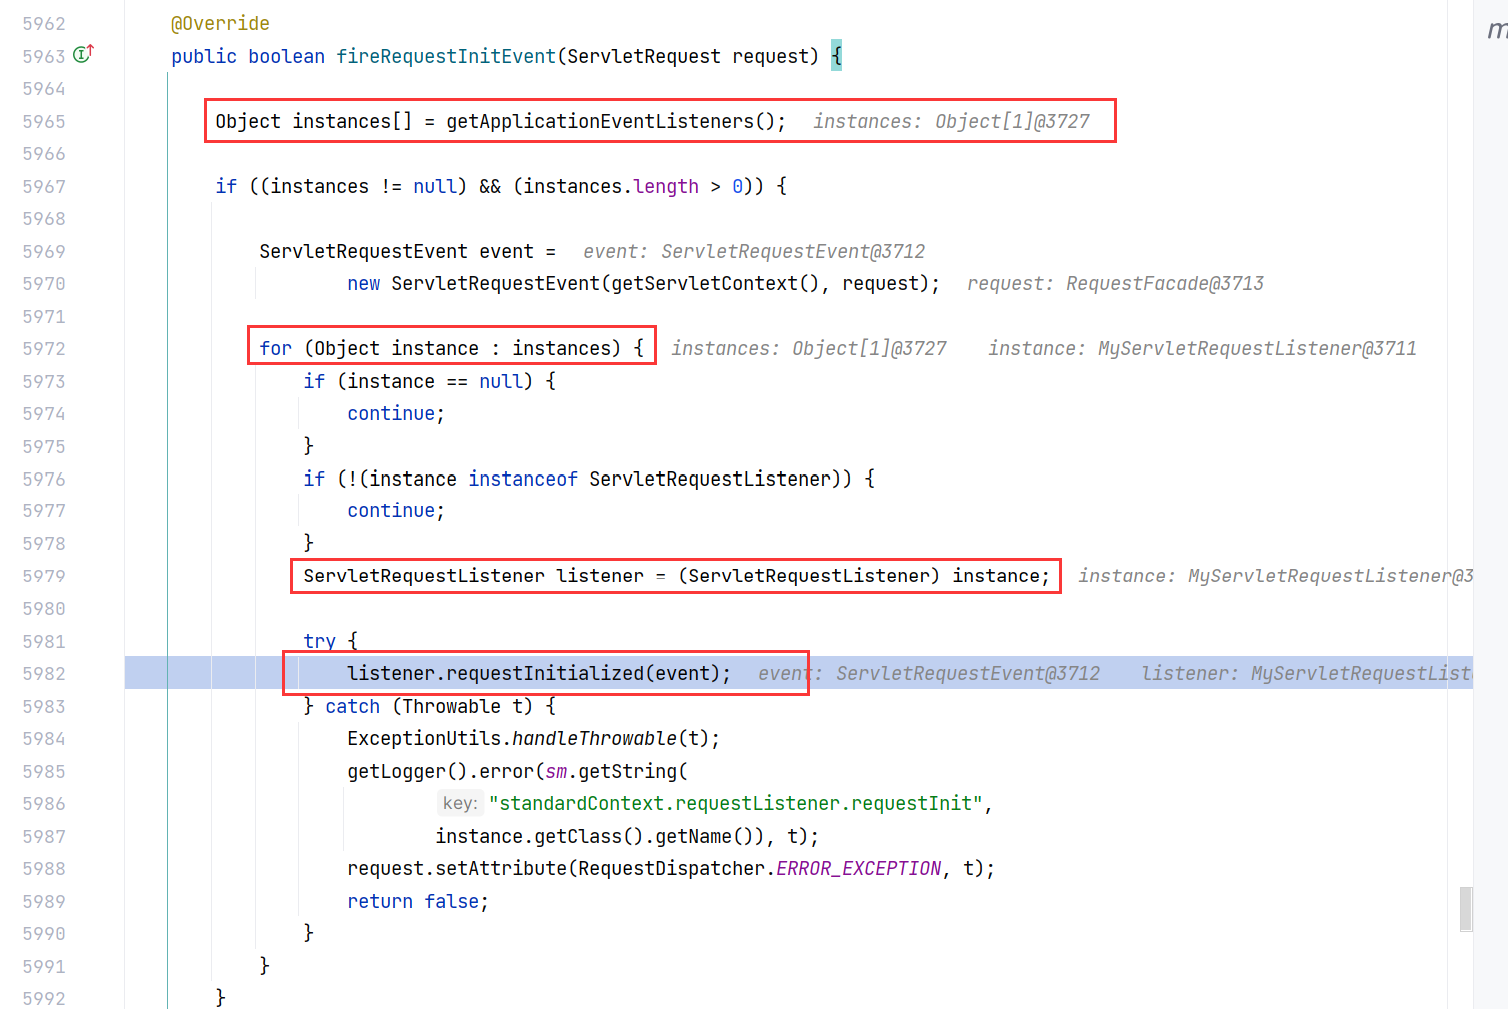 5962 @Override
5963 public boolean fireRequestInitEvent(ServletRequest request) {
5964
5965 Object instances[] = getApplicationEventListeners(); instances: Object[1]@3727
5966
5967 if ((instances != null) && (instances.length > 0)) {
5968
5969 ServletRequestEvent event = event: ServletRequestEvent@3712
5970 new ServletRequestEvent(getServletContext(), request); request: RequestFacade@3713
5971
5972 for (Object instance : instances) { instances: Object[1]@3727 instance: MyServletRequestListener@3711
5973 if (instance == null) {
5974 continue;
5975 }
5976 if (!(instance instanceof ServletRequestListener)) {
5977 continue;
5978 }
5979 ServletRequestListener listener = (ServletRequestListener) instance; instance: MyServletRequestListener@3
5980
5981 try {
5982 listener.requestInitialized(event); event: ServletRequestEvent@3712 listener: MyServletRequestListe
5983 } catch (Throwable t) {
5984 ExceptionUtils.handleThrowable(t);
5985 getLogger().error(sm.getString(
5986 key: "standardContext.requestListener.requestInit",
5987 instance.getClass().getName()), t);
5988 request.setAttribute(RequestDispatcher.ERROR_EXCEPTION, t);
5989 return false;
5990 }
5991 }
5992 }